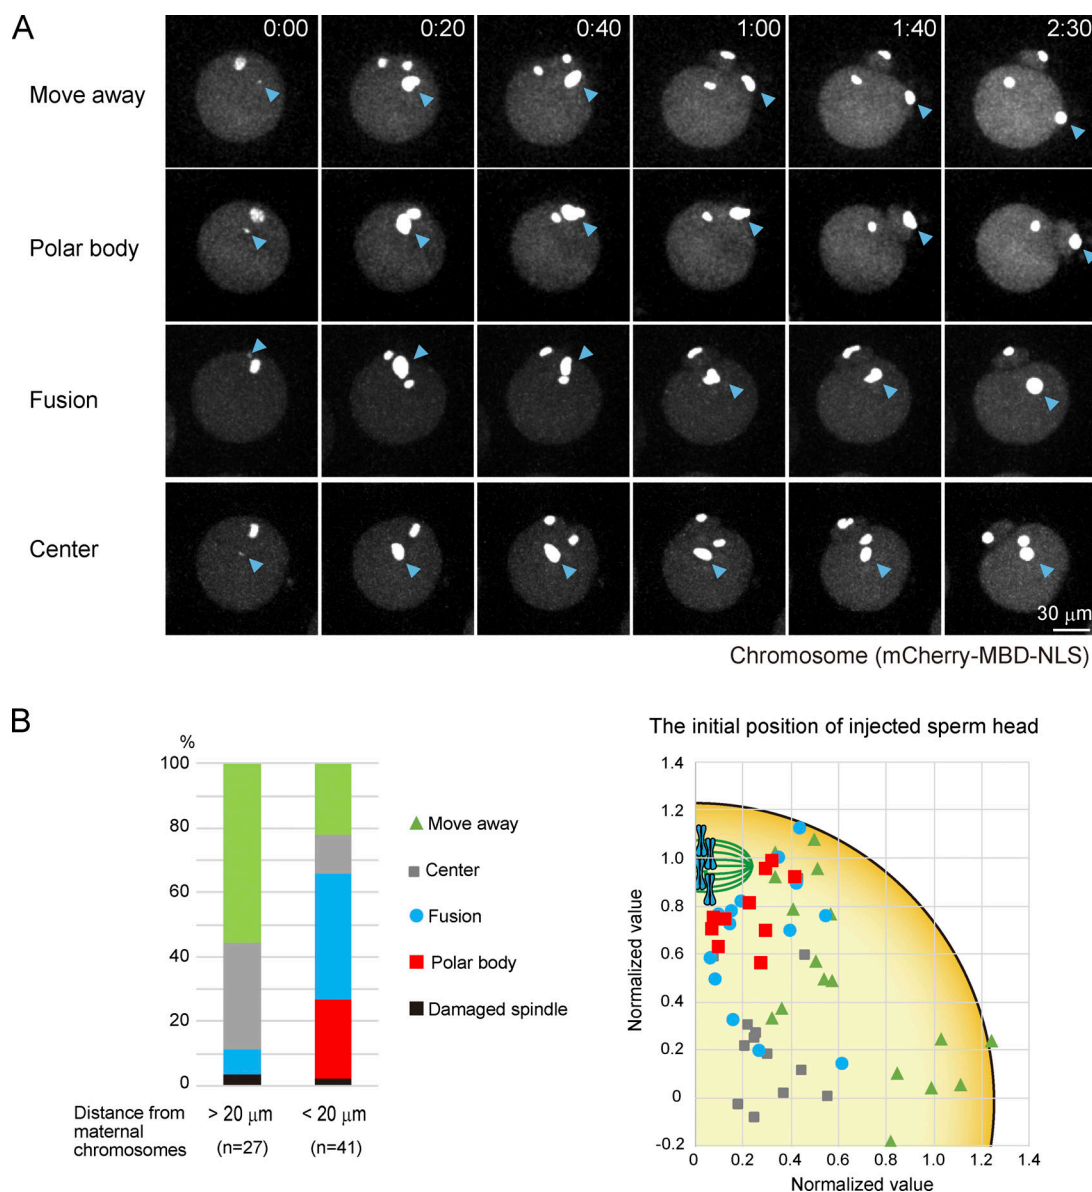 A
0:00 0:20 0:40 1:00 1:40 2:30
Move away
Polar body
Fusion
Center
30 μm
Chromosome (mCherry-MBD-NLS)
B
%
100
80
60
40
20
0
Distance from
maternal
chromosomes
> 20 μm
(n=27)
< 20 μm
(n=41)
Move away
Center
Fusion
Polar body
Damaged spindle
The initial position of injected sperm head
Normalized value
1.4
1.2
1.0
0.8
0.6
0.4
0.2
0
-0.2
0 0.2 0.4 0.6 0.8 1.0 1.2 1.4
Normalized value